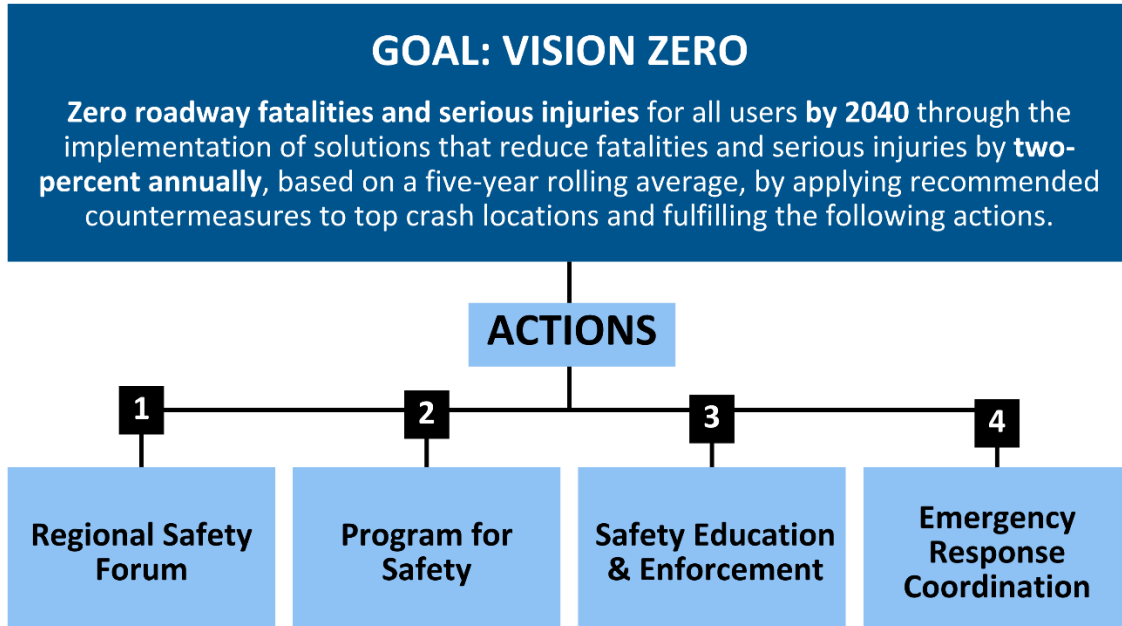 GOAL: VISION ZERO
Zero roadway fatalities and serious injuries for all users by 2040 through the
implementation of solutions that reduce fatalities and serious injuries by two-
percent annually, based on a five-year rolling average, by applying recommended
countermeasures to top crash locations and fulfilling the following actions.
ACTIONS
1
2
3
4
Regional Safety
Forum
Program for
Safety
Safety Education
& Enforcement
Emergency
Response
Coordination